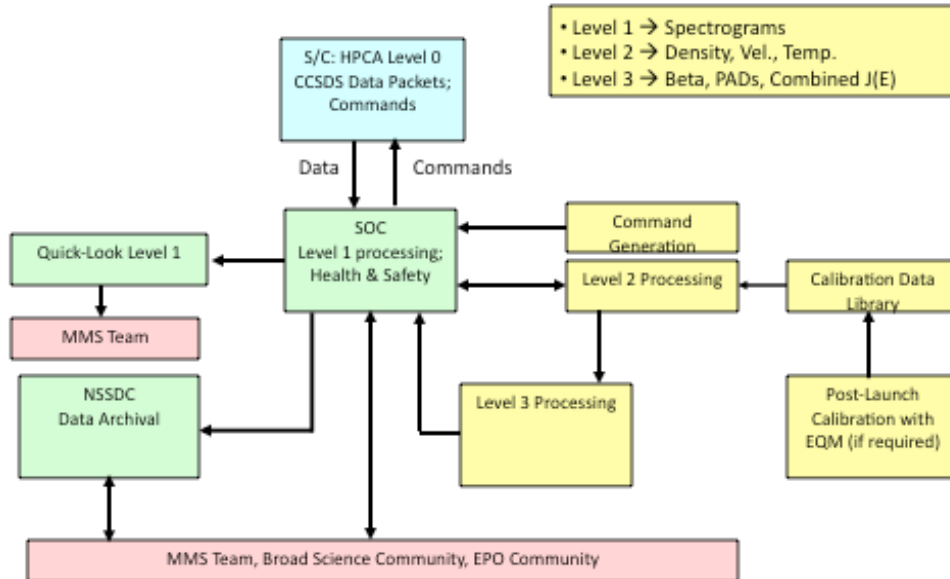 • Level 1 → Spectrograms
• Level 2 → Density, Vel., Temp.
• Level 3 → Beta, PADs, Combined J(E)
S/C: HPCA Level 0
CCSDS Data Packets;
Commands
Data
Commands
SOC
Level 1 processing;
Health & Safety
Command
Generation
Quick-Look Level 1
Level 2 Processing
Calibration Data
Library
MMS Team
NSSDC
Data Archival
Level 3 Processing
Post-Launch
Calibration with
EQM (if required)
MMS Team, Broad Science Community, EPO Community